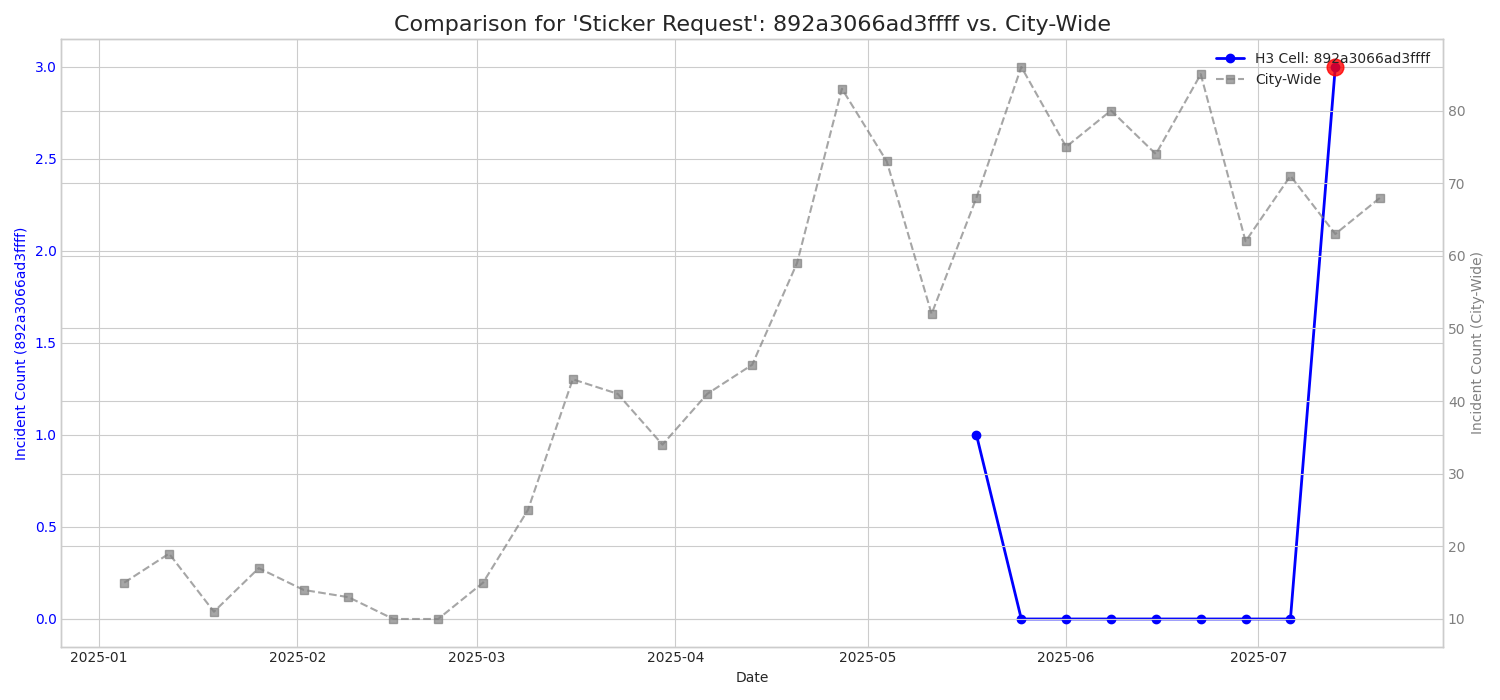 Comparison for 'Sticker Request': 892a3066ad3ffff vs. City-Wide
H3 Cell: 892a3066ad3ffff
City-Wide
Incident Count (892a3066ad3ffff)
3.0
2.5
2.0
1.5
1.0
0.5
0.0
80
70
60
50
40
30
20
10
Incident Count (City-Wide)
2025-01 2025-02 2025-03 2025-04 2025-05 2025-06 2025-07
Date